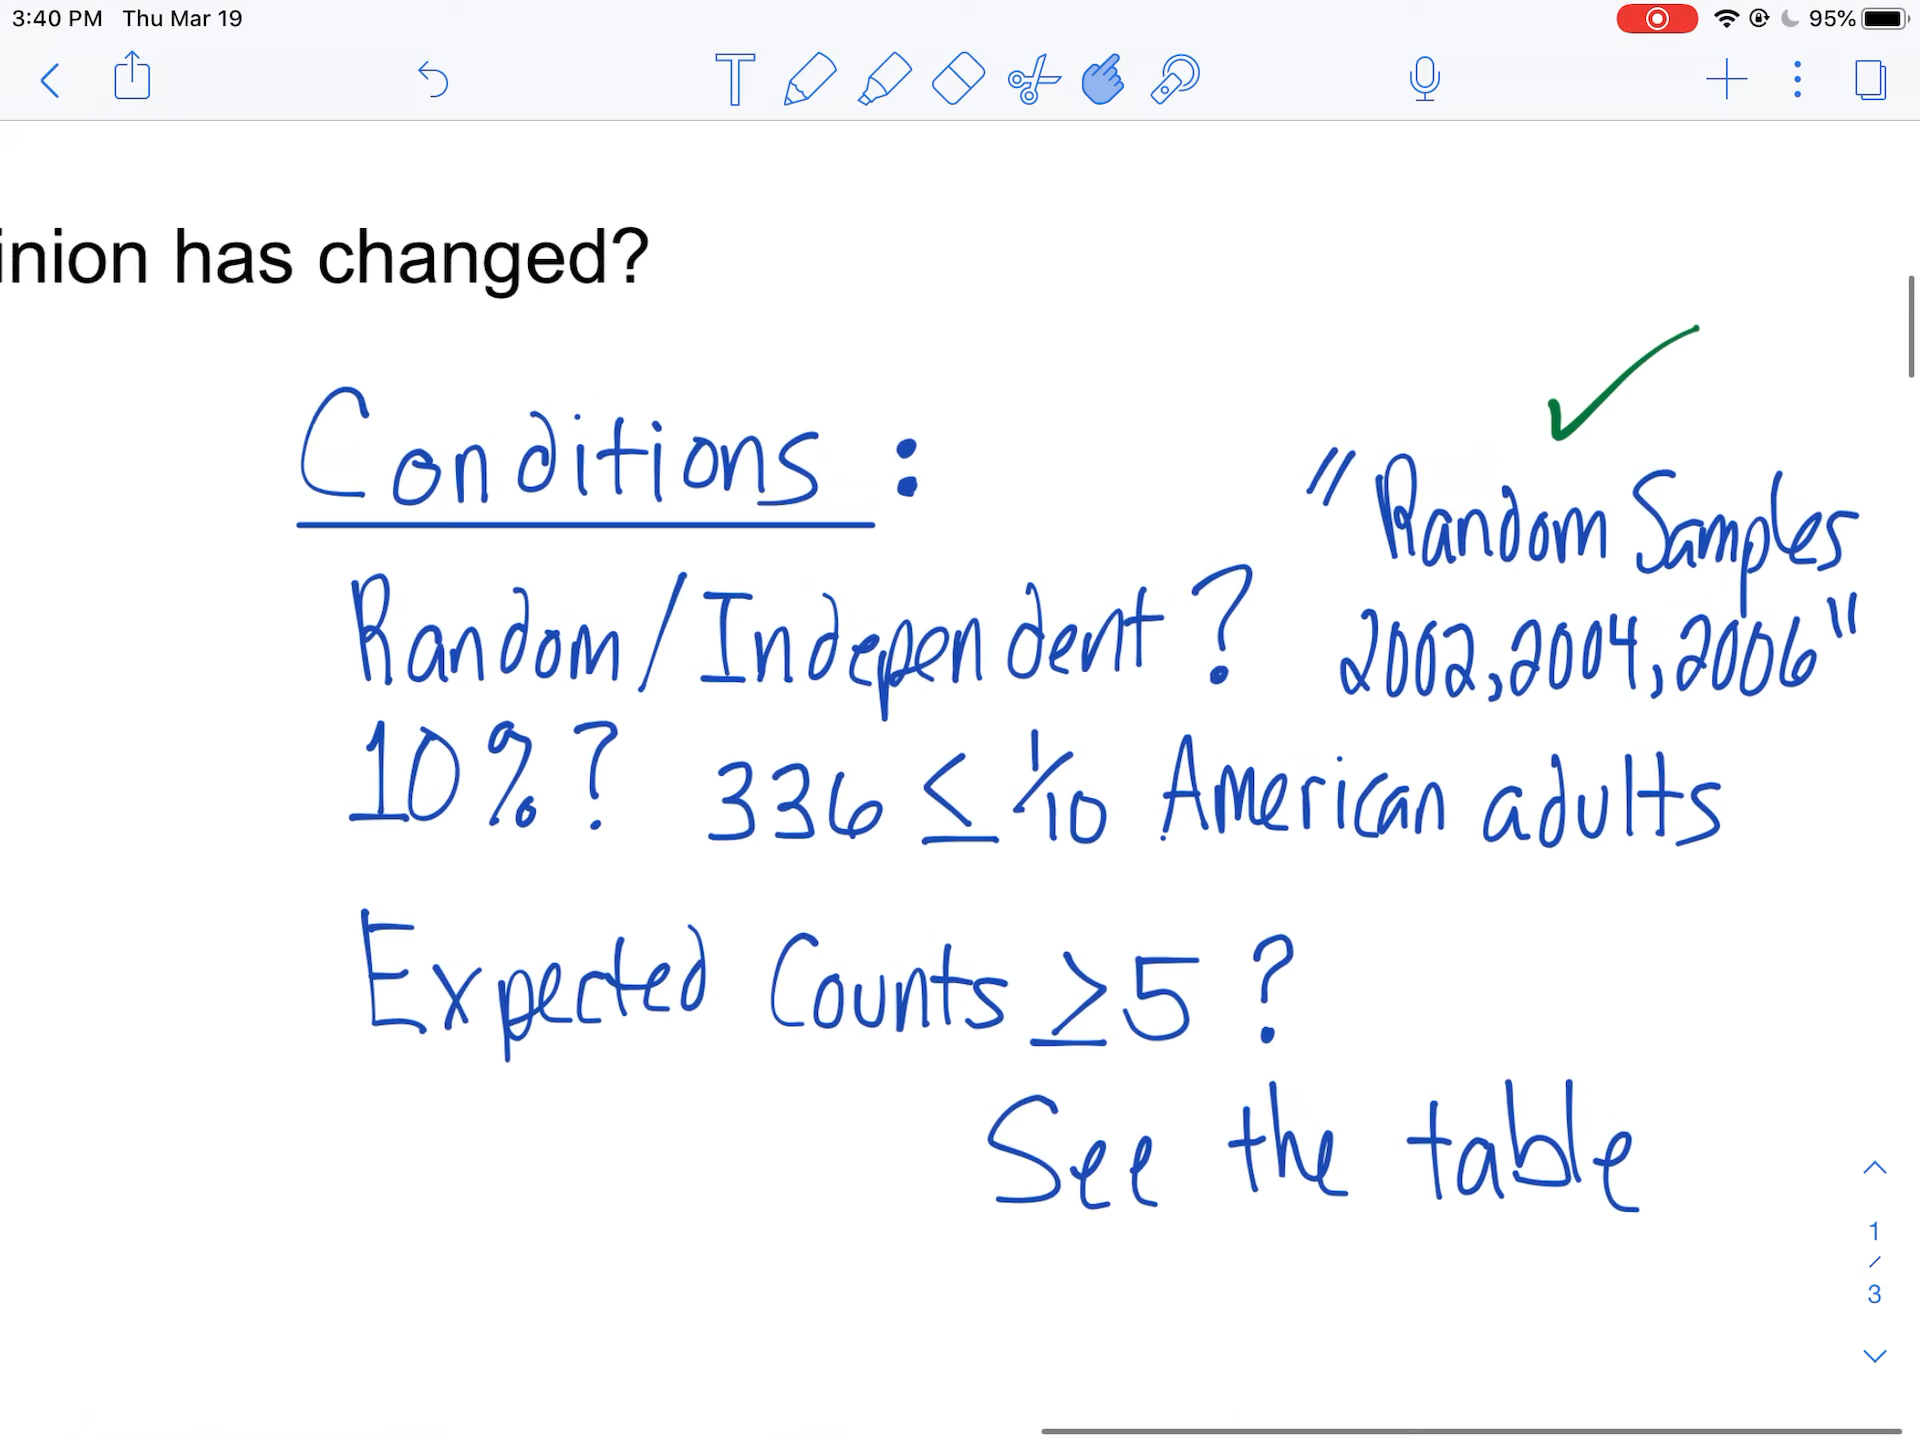 3:40 PM Thu Mar 19
95%
inion has changed?
Conditions :
"Random Samples
2002,2004,2006"
Random/Independent ?
10%? 336 ≤ 1/10 American adults
Expected Counts ≥5 ?
See the table
1
/
3